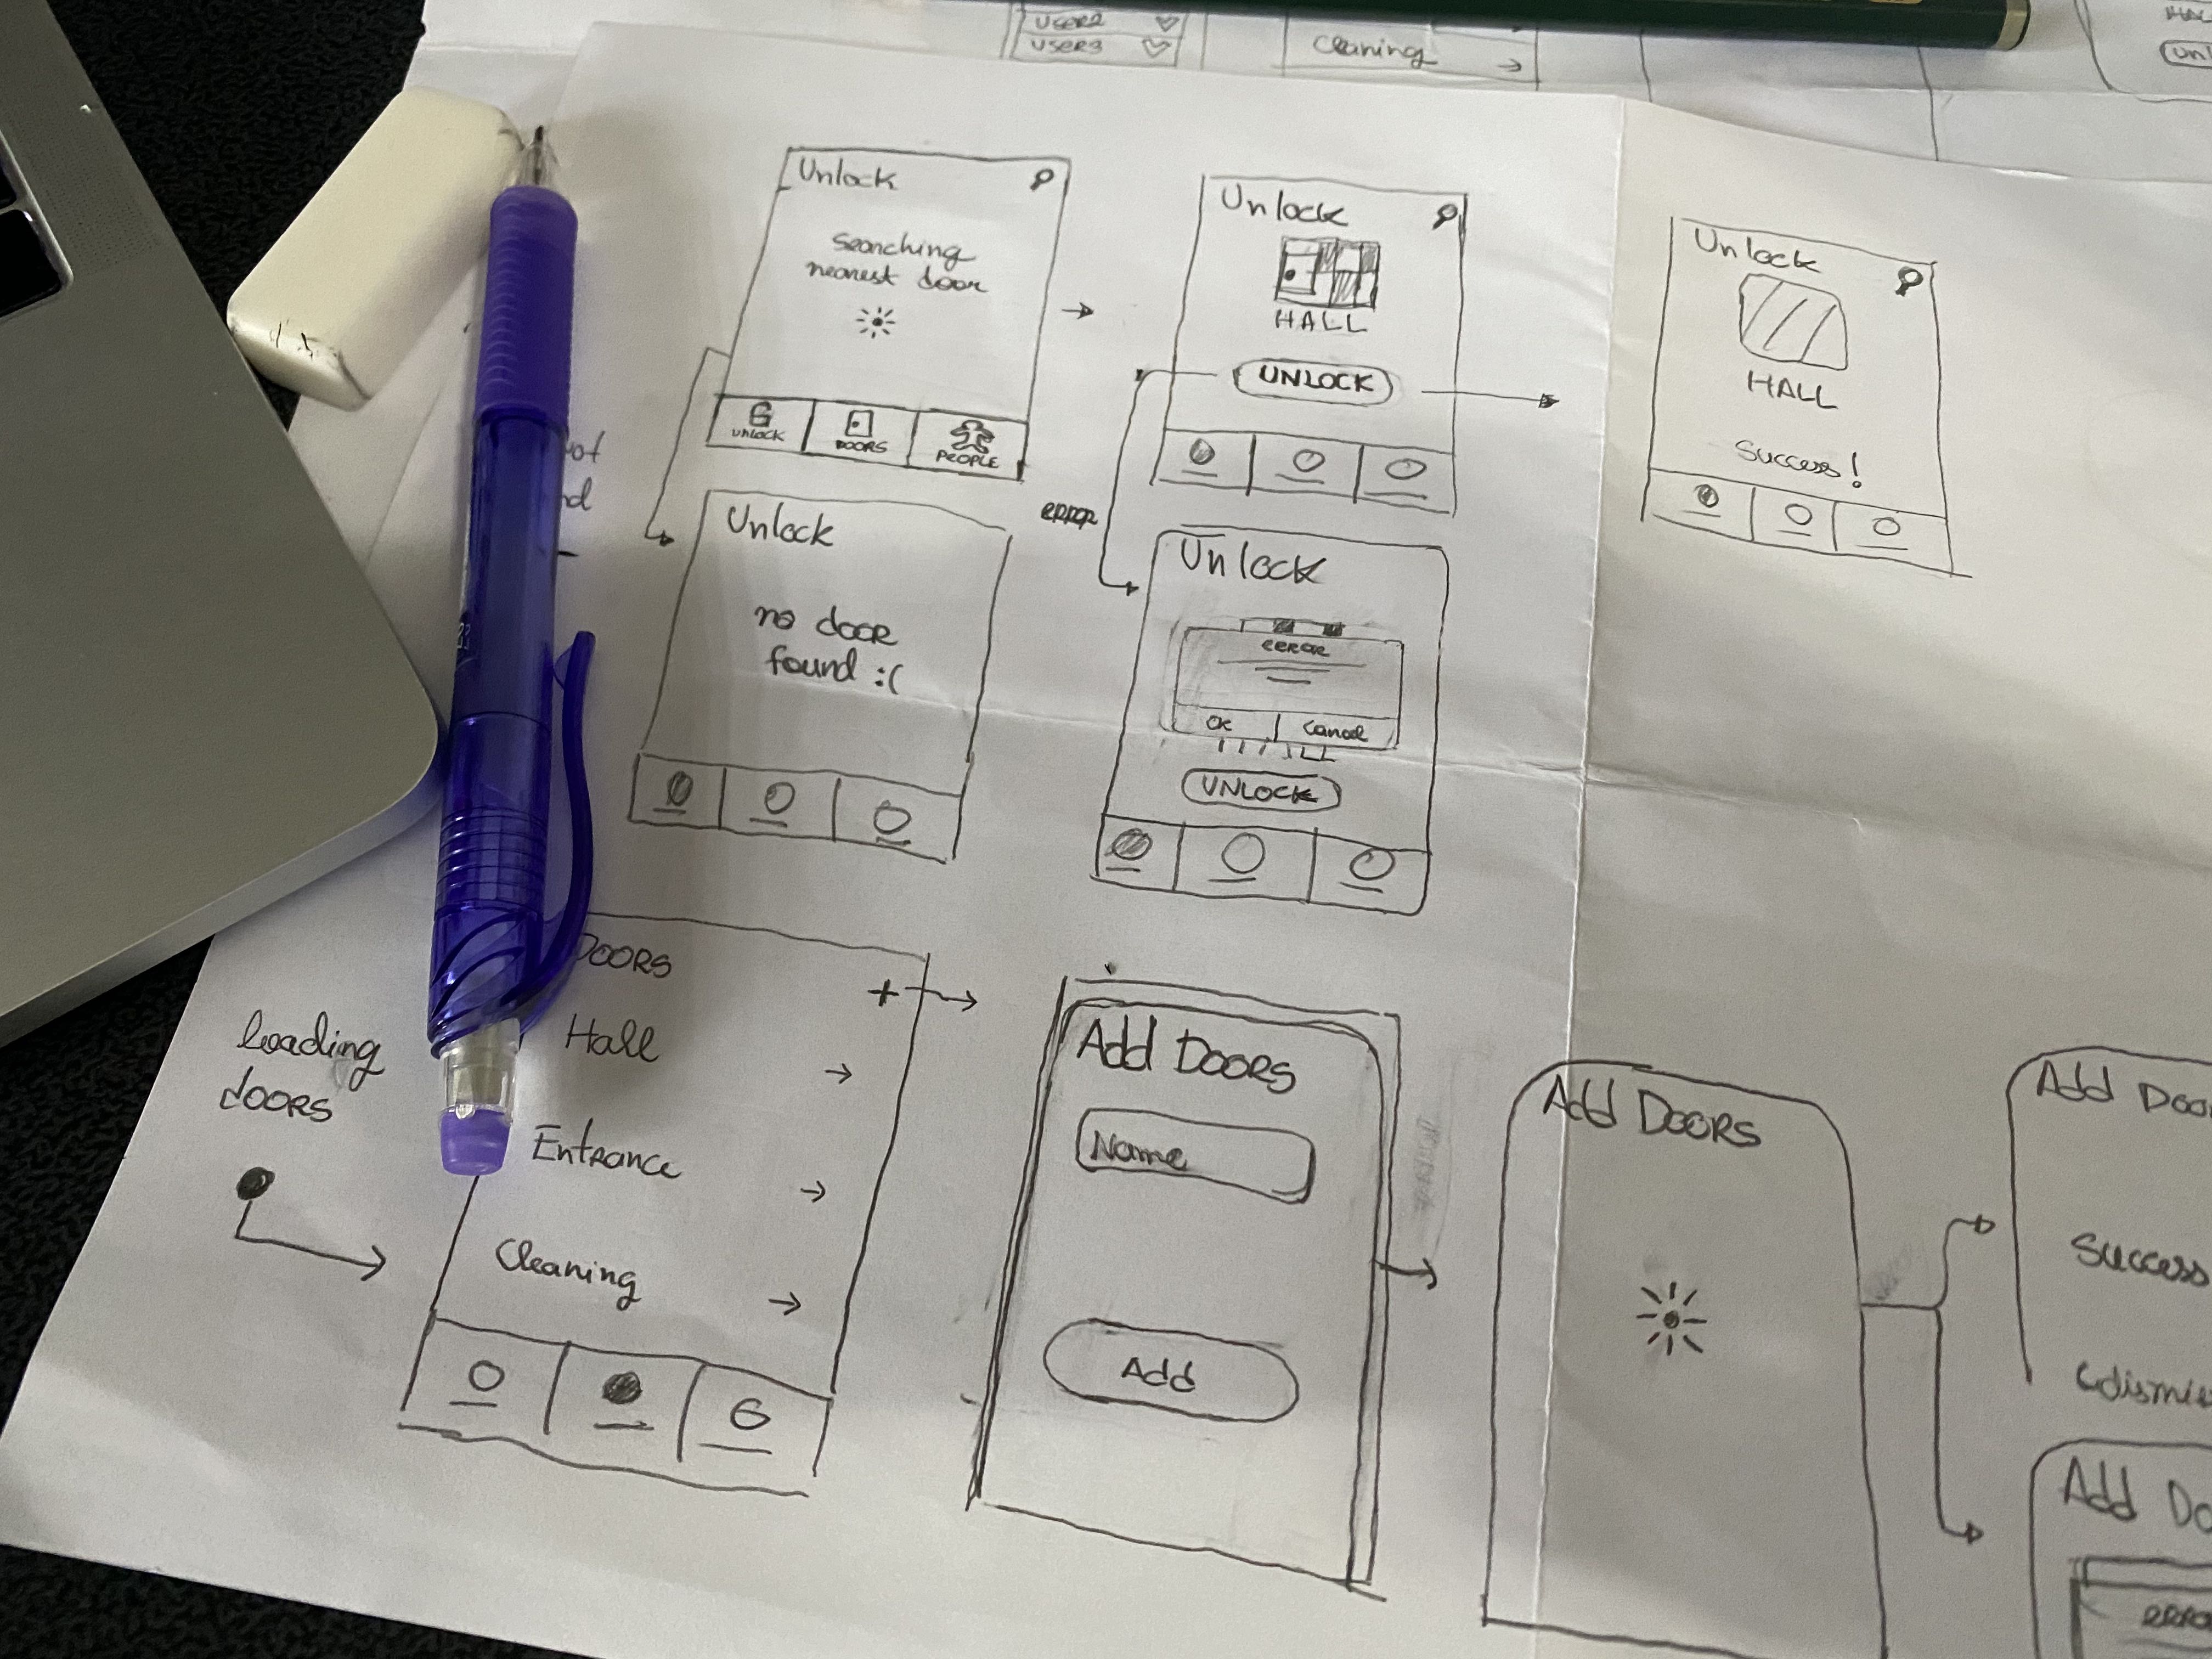 USER2
USER3
Cleaning
Unlock
Searching
nearest door
UNLOCK
DOORS
PEOPLE
Unlock
HALL
UNLOCK
Unlock
HALL
Success!
error
Unlock
no door
found :(
Unlock
error
OK
Cancel
UNLOCK
loading
doors
DOORS
+
Hall
Entrance
Cleaning
Add DOORS
Name
Add
Add DOORS
Add Doo
Success
Add Do
erro